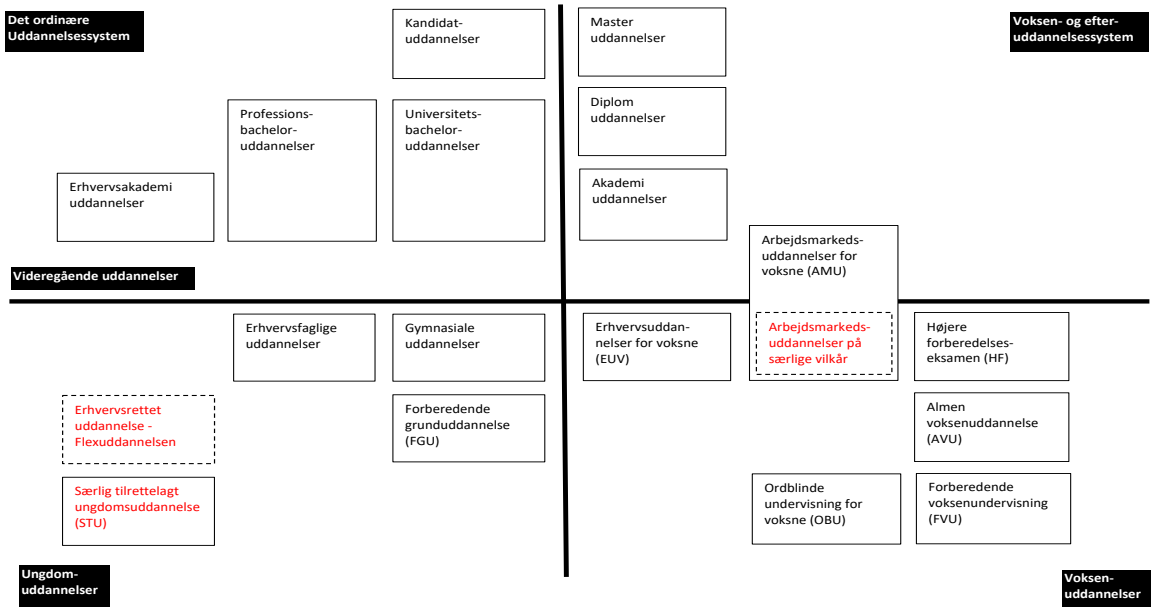 Det ordinære
Uddannelsessystem
Kandidat-
uddannelser
Master
uddannelser
Voksen- og efter-
uddannelsessystem
Professions-
bachelor-
uddannelser
Universitets-
bachelor-
uddannelser
Diplom
uddannelser
Erhvervsakademi
uddannelser
Akademi
uddannelser
Arbejdsmarkeds-
uddannelser for
voksne (AMU)
Videregående uddannelser
Erhvervsfaglige
uddannelser
Gymnasiale
uddannelser
Erhvervsuddan-
nelser for voksne
(EUV)
Arbejdsmarkeds-
uddannelser på
særlige vilkår
Højere
forberedelses-
eksamen (HF)
Erhvervsrettet
uddannelse -
Flexuddannelsen
Forberedende
grunduddannelse
(FGU)
Almen
voksenuddannelse
(AVU)
Særlig tilrettelagt
ungdomsuddannelse
(STU)
Ordblinde
undervisning for
voksne (OBU)
Forberedende
voksenundervisning
(FVU)
Ungdom-
uddannelser
Voksen-
uddannelser